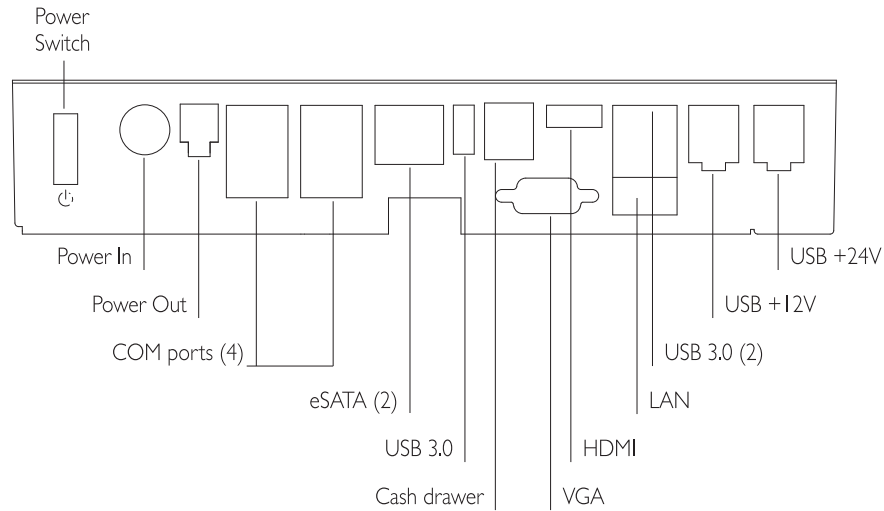 Power
Switch
Power In
USB +24V
Power Out
USB +12V
COM ports (4)
USB 3.0 (2)
eSATA (2)
LAN
USB 3.0
HDMI
Cash drawer
VGA